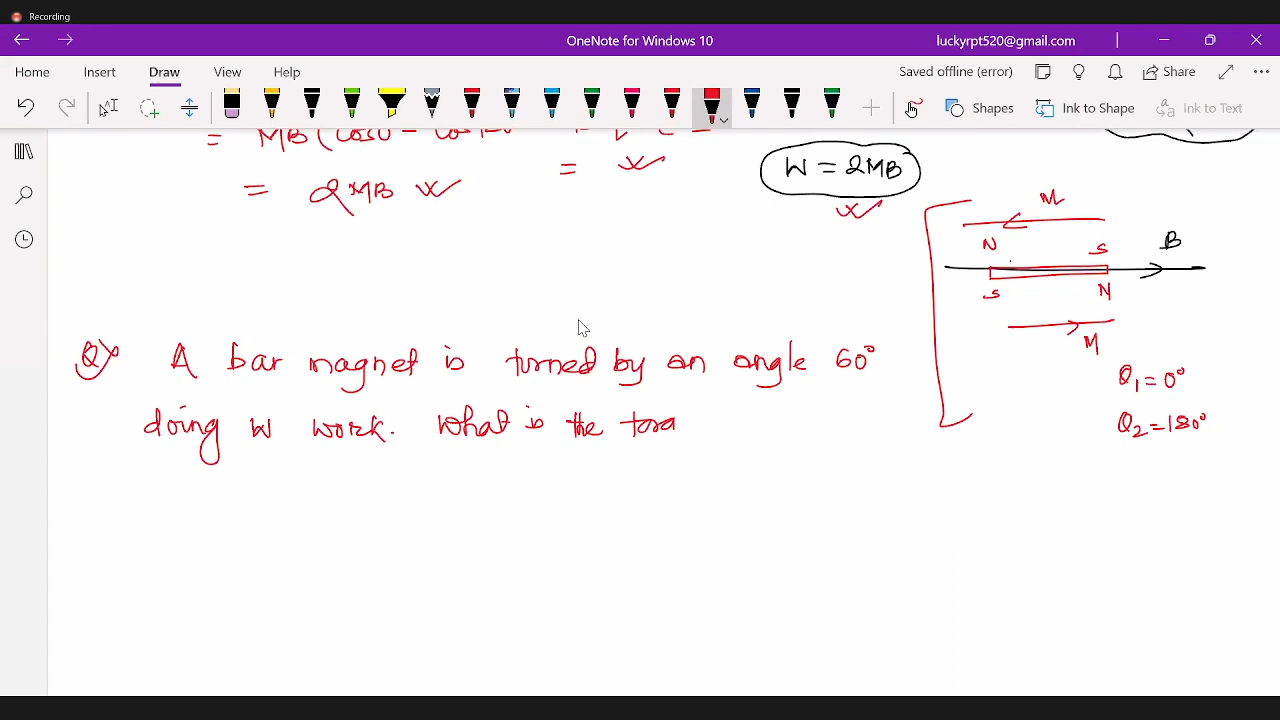 Recording
OneNote for Windows 10
luckyrpt520@gmail.com
Home Insert Draw View Help
Saved offline (error)
Share
Shapes
Ink to Shape
Ink to Text
= MB (cos0 -
= 2MB
=
W = 2MB
M
N S
B
S N
M
θ1 = 0°
θ2 = 180°
Q> A bar magnet is turned by an angle 60°
doing W work. What is the